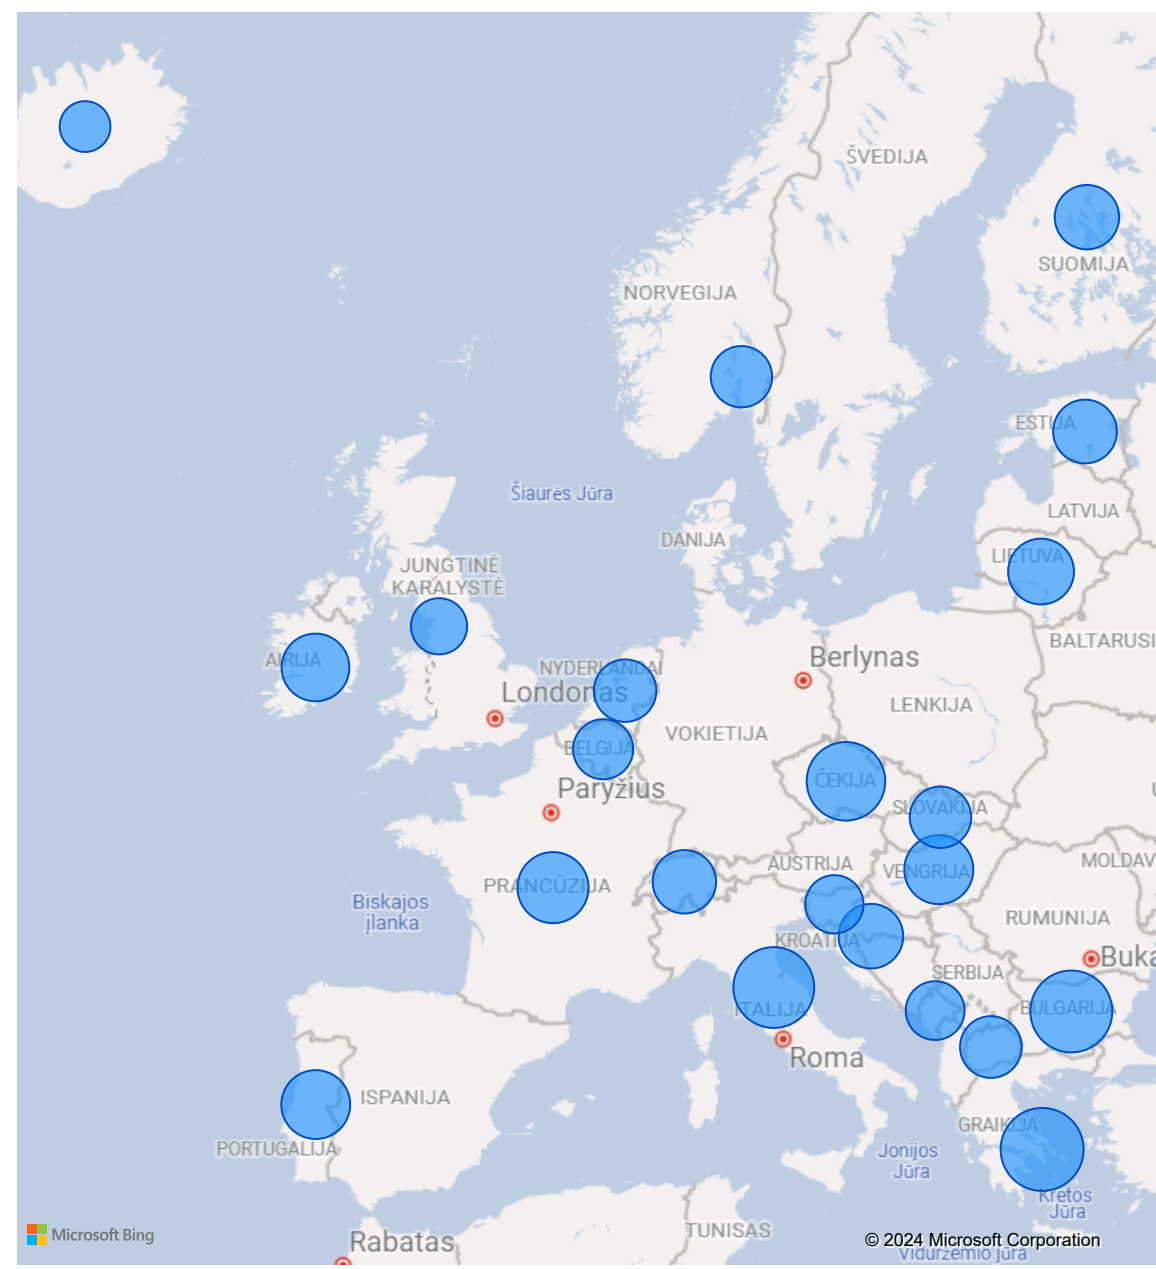 ŠVEDIJA
SUOMIJA
NORVEGIJA
ESTIJA
Šiaurės Jūra
LATVIJA
DANIJA
LIETUVA
JUNGTINĖ
KARALYSTĖ
BALTARUSI
AIRIJA
NYDERLANDAI
Berlynas
Londonas
LENKIJA
VOKIETIJA
BELGIJA
ČEKIJA
Paryžius
SLOVAKIJA
AUSTRIJA
MOLDAV
VENGRIJA
PRANCŪZIJA
Biskajos
įlanka
RUMUNIJA
KROATIJA
Buka
SERBIJA
ITALIJA
BULGARIJA
Roma
ISPANIJA
GRAIKIJA
PORTUGALIJA
Jonijos
Jūra
Kretos
Jūra
TUNISAS
Microsoft Bing
Rabatas
© 2024 Microsoft Corporation
Viduržemio jūra